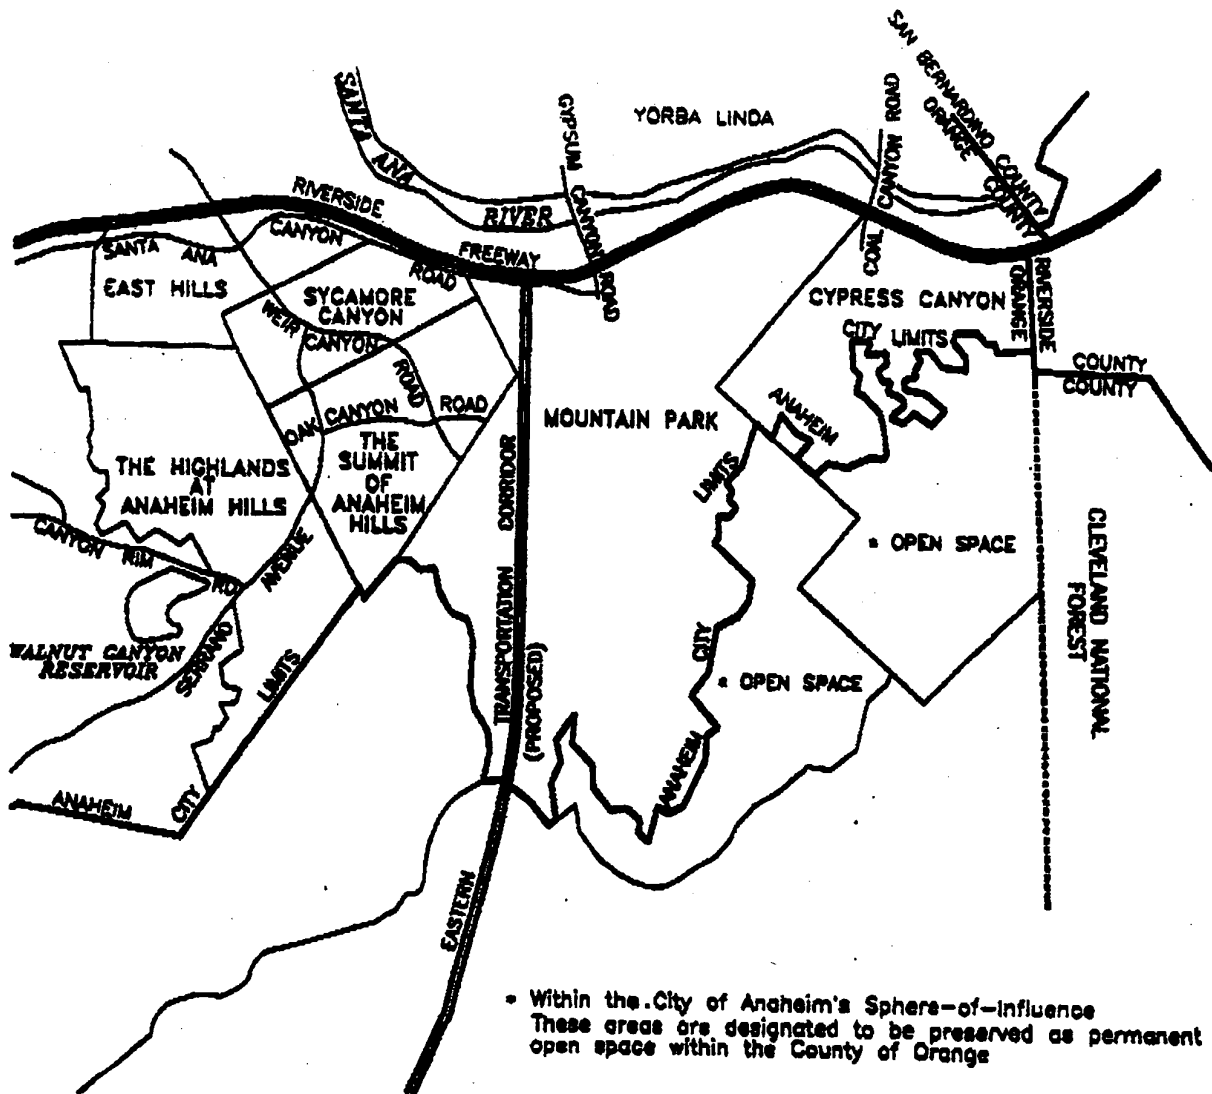 SAN BERNARDINO COUNTY
ORANGE COUNTY
SANTA ANA RIVER
GYPSUM CANYON ROAD
YORBA LINDA
COAL CANYON ROAD
RIVERSIDE FREEWAY
SANTA ANA CANYON ROAD
EAST HILLS
SYCAMORE
CANYON
WEIR CANYON ROAD
CYPRESS CANYON
RIVERSIDE COUNTY
ORANGE COUNTY
ANAHEIM CITY LIMITS
OAK CANYON ROAD
MOUNTAIN PARK
THE HIGHLANDS
AT
ANAHEIM HILLS
THE
SUMMIT
OF
ANAHEIM
HILLS
CANYON RIM RD.
SERRANO AVENUE
WALNUT CANYON
RESERVOIR
ANAHEIM CITY LIMITS
EASTERN TRANSPORTATION CORRIDOR
(PROPOSED)
ANAHEIM CITY LIMITS
* OPEN SPACE
* OPEN SPACE
CLEVELAND NATIONAL
FOREST
* Within the.City of Anaheim's Sphere-of-Influence
These areas are designated to be preserved as permanent
open space within the County of Orange